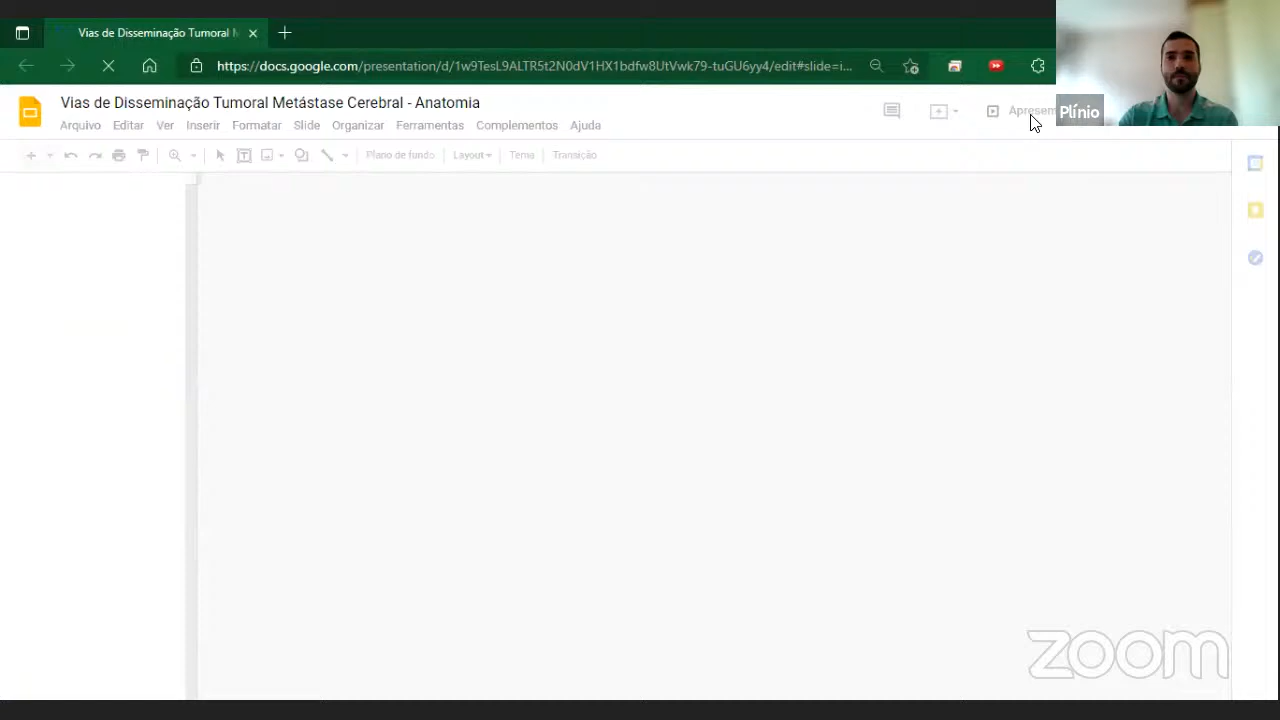 Vias de Disseminação Tumoral M
https://docs.google.com/presentation/d/1w9TesL9ALTR5t2N0dV1HX1bdfw8UtVwk79-tuGU6yy4/edit#slide=i...
Vias de Disseminação Tumoral Metástase Cerebral - Anatomia
Arquivo Editar Ver Inserir Formatar Slide Organizar Ferramentas Complementos Ajuda
Apresen
Plínio
Plano de fundo Layout Tema Transição
zoom